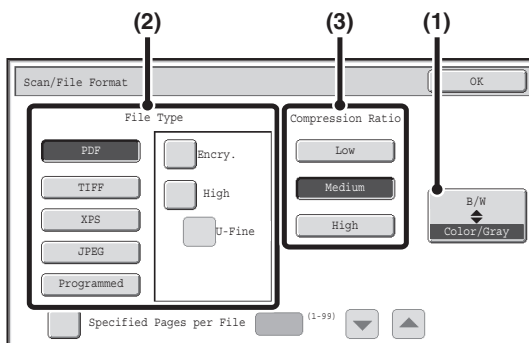 (2)
(3)
(1)
Scan/File Format
OK
File Type
PDF
TIFF
XPS
JPEG
Programmed
Encry.
High
U-Fine
Compression Ratio
Low
Medium
High
B/W
Color/Gray
Specified Pages per File
(1-99)